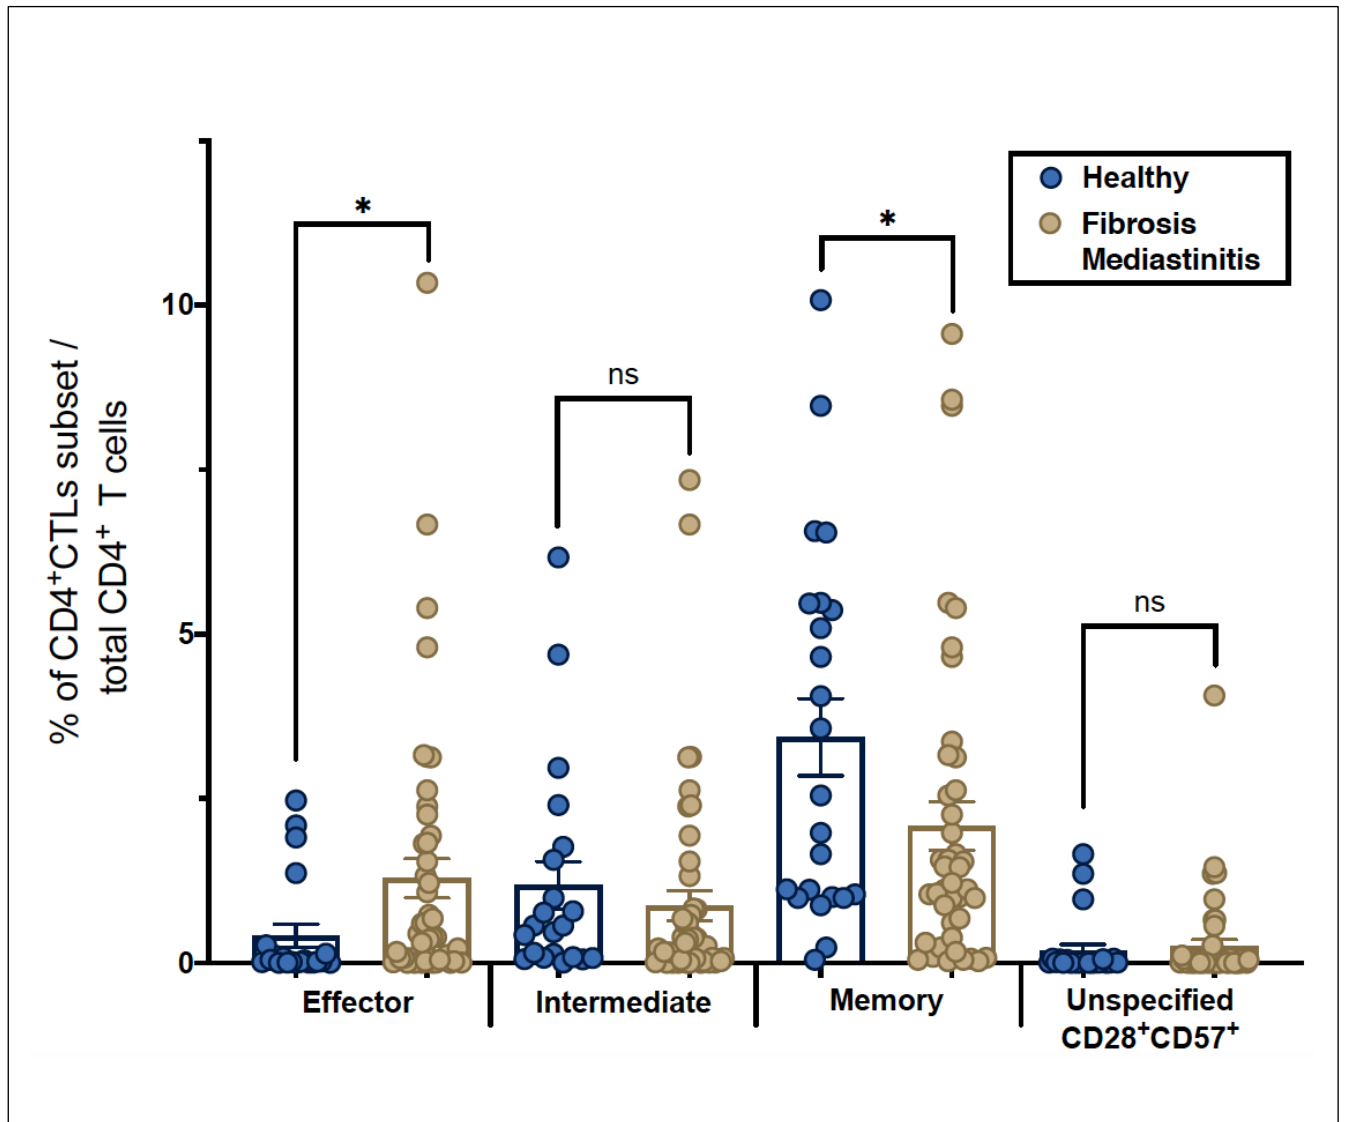 Healthy
Fibrosis
Mediastinitis
*
*
ns
ns
% of CD4⁺CTLs subset /
total CD4⁺ T cells
10
5
0
Effector
Intermediate
Memory
Unspecified
CD28⁺CD57⁺